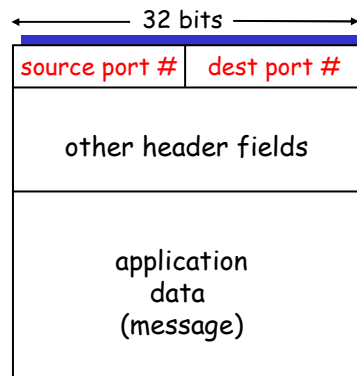 32 bits
source port # dest port #
other header fields
application
data
(message)